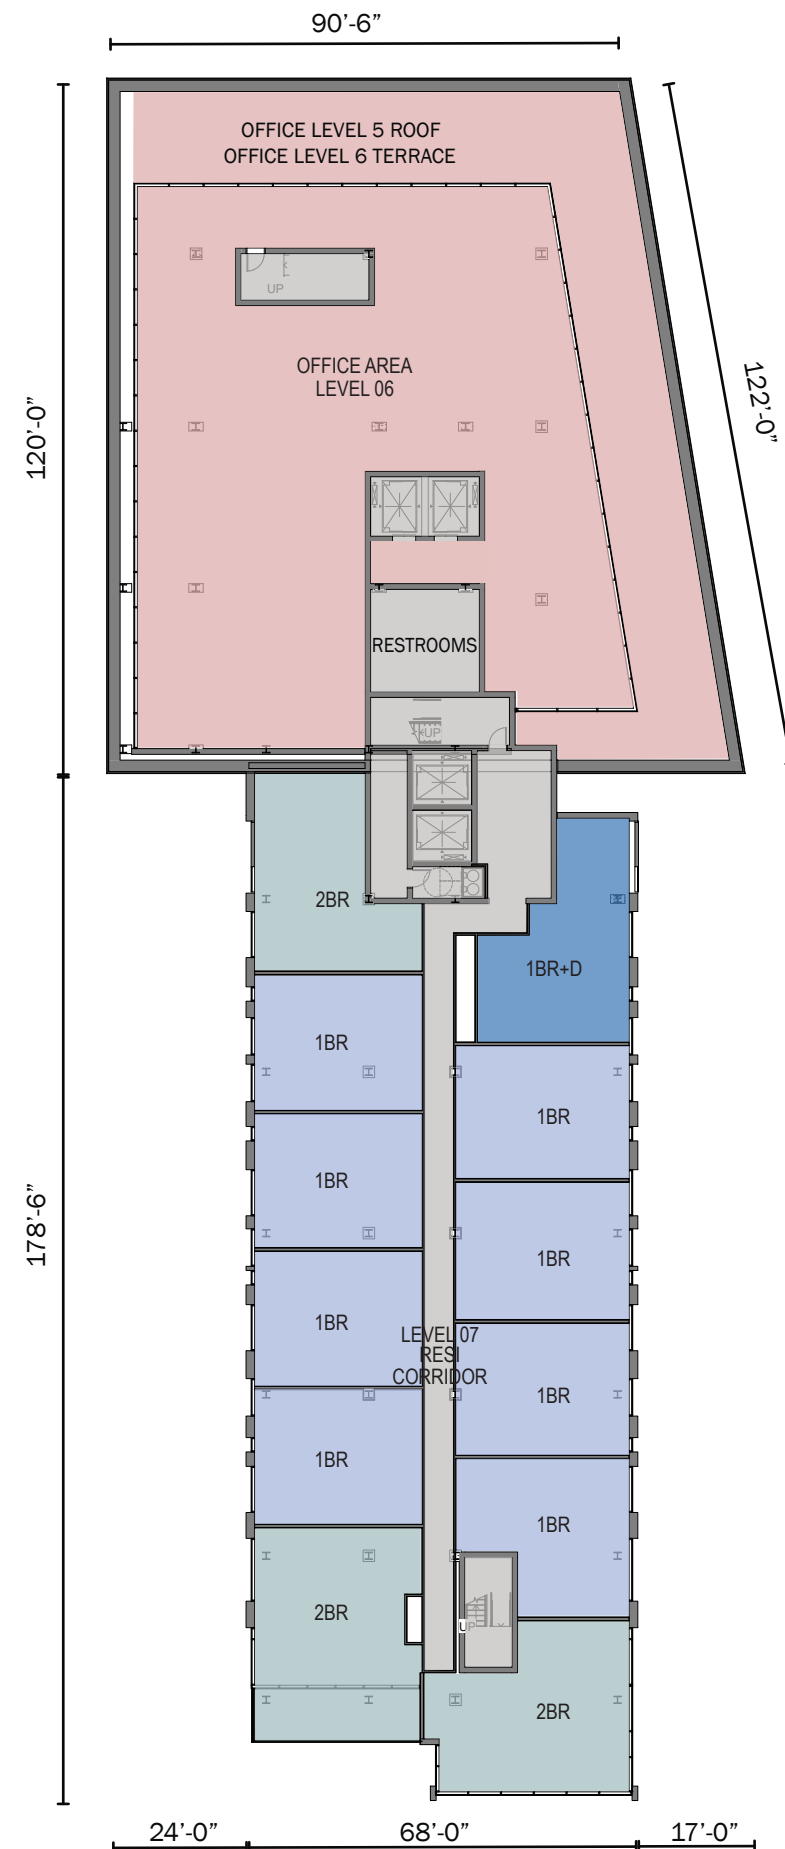 90’-6”
OFFICE LEVEL 5 ROOF
OFFICE LEVEL 6 TERRACE
UP
OFFICE AREA
LEVEL 06
120’-0”
122’-0”
RESTROOMS
UP
2BR
1BR+D
1BR
1BR
1BR
1BR
178’-6”
1BR
1BR
LEVEL 07
RESI
CORRIDOR
1BR
1BR
1BR
2BR
UP
2BR
24’-0”
68’-0”
17’-0”